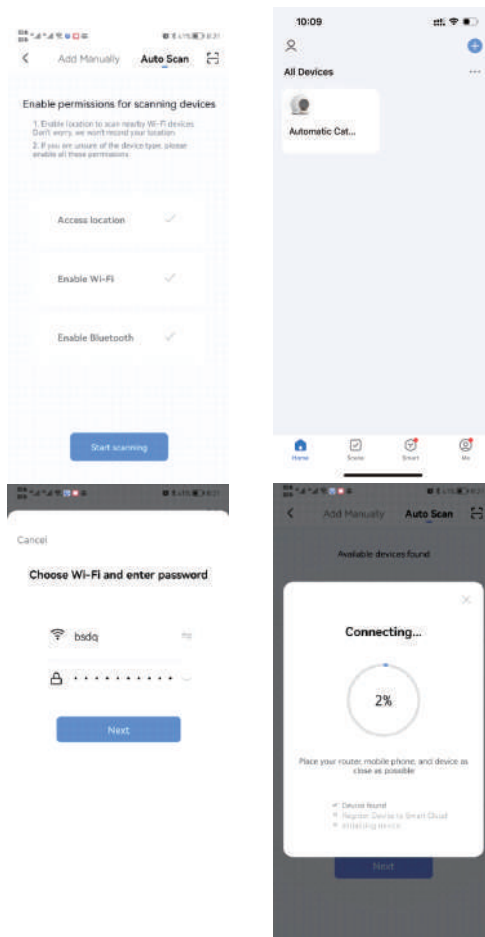 Add Manually
Auto Scan
Enable permissions for scanning devices
1. Enable location to scan nearby Wi-Fi devices.
Don't worry, we won't record your location.
2. If you are unsure of the device type, please
enable all these permissions
Access location
Enable Wi-Fi
Enable Bluetooth
Start scanning
10:09
All Devices
Automatic Cat...
Home
Scene
Smart
Me
Cancel
Choose Wi-Fi and enter password
bsdq
Next
Add Manually
Auto Scan
Available devices found
Connecting...
2%
Place your router, mobile phone, and device as
close as possible
Device found
Register Device to Smart Cloud
Initializing device
Next